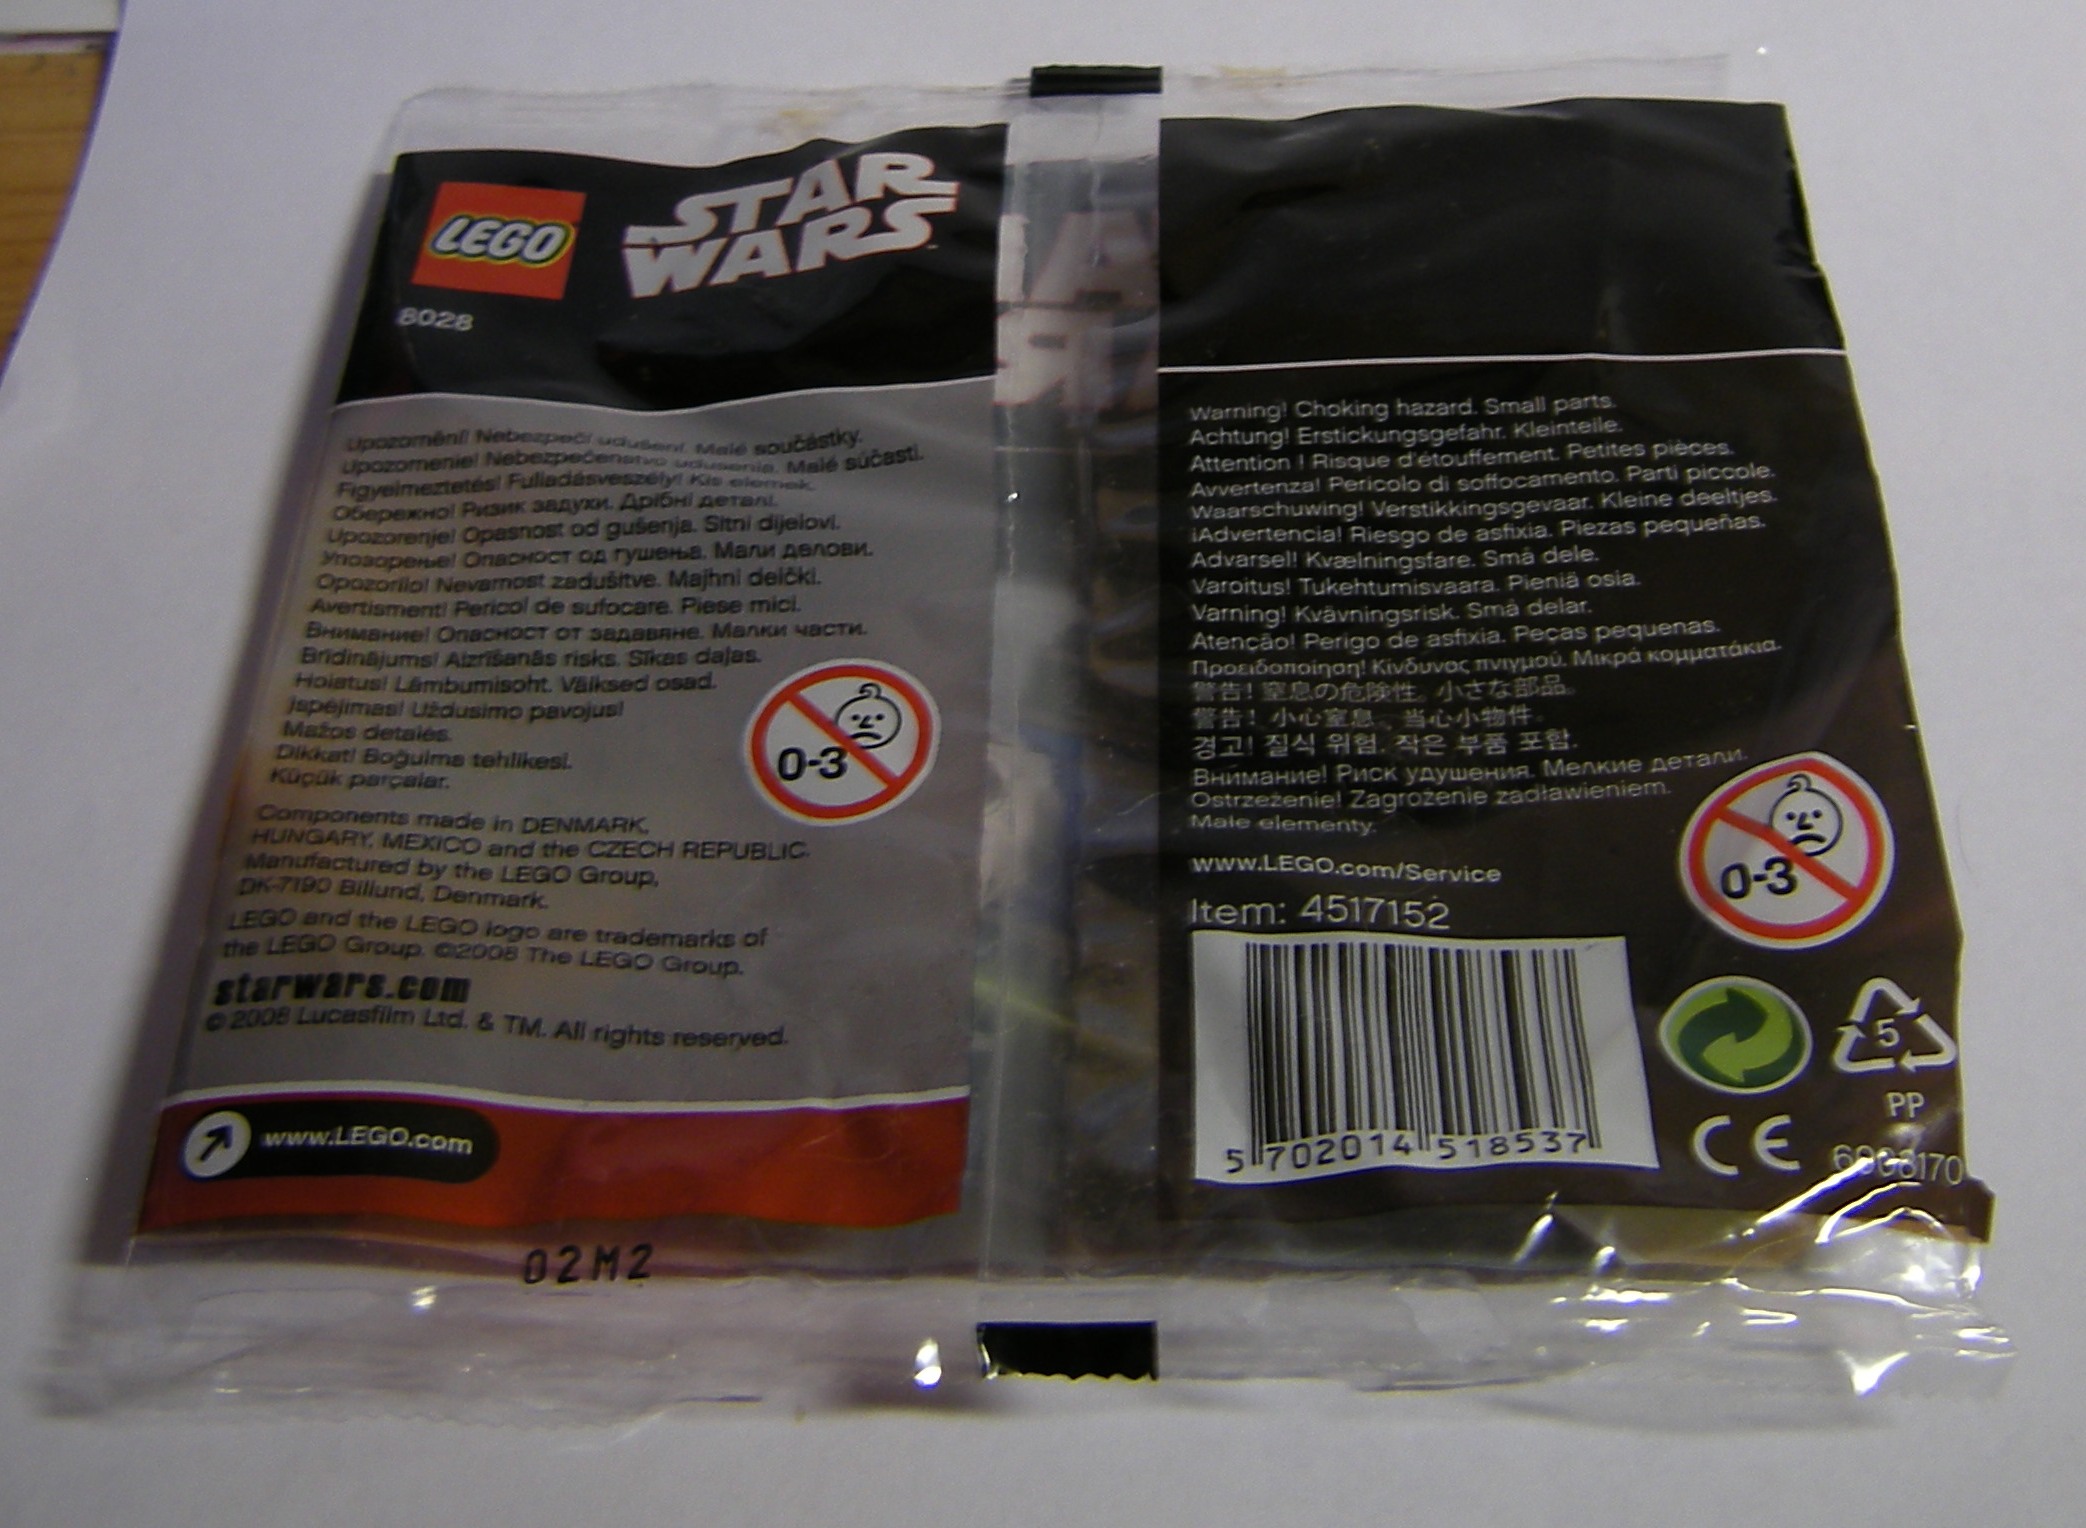 LEGO
STAR
WARS
8028
Upozornění! Nebezpečí udušení. Malé součástky.
Upozornenie! Nebezpečenstvo udusenia. Malé súčasti.
Figyelmeztetés! Fulladásveszély! Kis elemek.
Обережно! Ризик задухи. Дрібні деталі.
Upozorenje! Opasnost od gušenja. Sitni dijelovi.
Упозорење! Опасност од гушења. Мали делови.
Opozorilo! Nevarnost zadušitve. Majhni delčki.
Avertisment! Pericol de sufocare. Piese mici.
Внимание! Опасност от задавяне. Малки части.
Brīdinājums! Aizrīšanās risks. Sīkas daļas.
Hoiatus! Lämbumisoht. Väiksed osad.
Įspėjimas! Uždusimo pavojus!
Mažos detalės.
Dikkat! Boğulma tehlikesi.
Küçük parçalar.
0-3
Components made in DENMARK,
HUNGARY, MEXICO and the CZECH REPUBLIC.
Manufactured by the LEGO Group,
DK-7190 Billund, Denmark.
LEGO and the LEGO logo are trademarks of
the LEGO Group. ©2008 The LEGO Group.
starwars.com
© 2008 Lucasfilm Ltd. & TM. All rights reserved.
www.LEGO.com
02M2
Warning! Choking hazard. Small parts.
Achtung! Erstickungsgefahr. Kleinteile.
Attention ! Risque d'étouffement. Petites pièces.
Avvertenza! Pericolo di soffocamento. Parti piccole.
Waarschuwing! Verstikkingsgevaar. Kleine deeltjes.
¡Advertencia! Riesgo de asfixia. Piezas pequeñas.
Advarsel! Kvælningsfare. Små dele.
Varoitus! Tukehtumisvaara. Pieniä osia.
Varning! Kvävningsrisk. Små delar.
Atenção! Perigo de asfixia. Peças pequenas.
Προειδοποίηση! Κίνδυνος πνιγμού. Μικρά κομματάκια.
警告! 窒息の危険性。小さな部品。
警告! 小心窒息。当心小物件。
경고! 질식 위험. 작은 부품 포함.
Внимание! Риск удушения. Мелкие детали.
Ostrzeżenie! Zagrożenie zadławieniem.
Małe elementy.
0-3
www.LEGO.com/Service
Item: 4517152
5 702014 518537
5
PP
CE
6008170